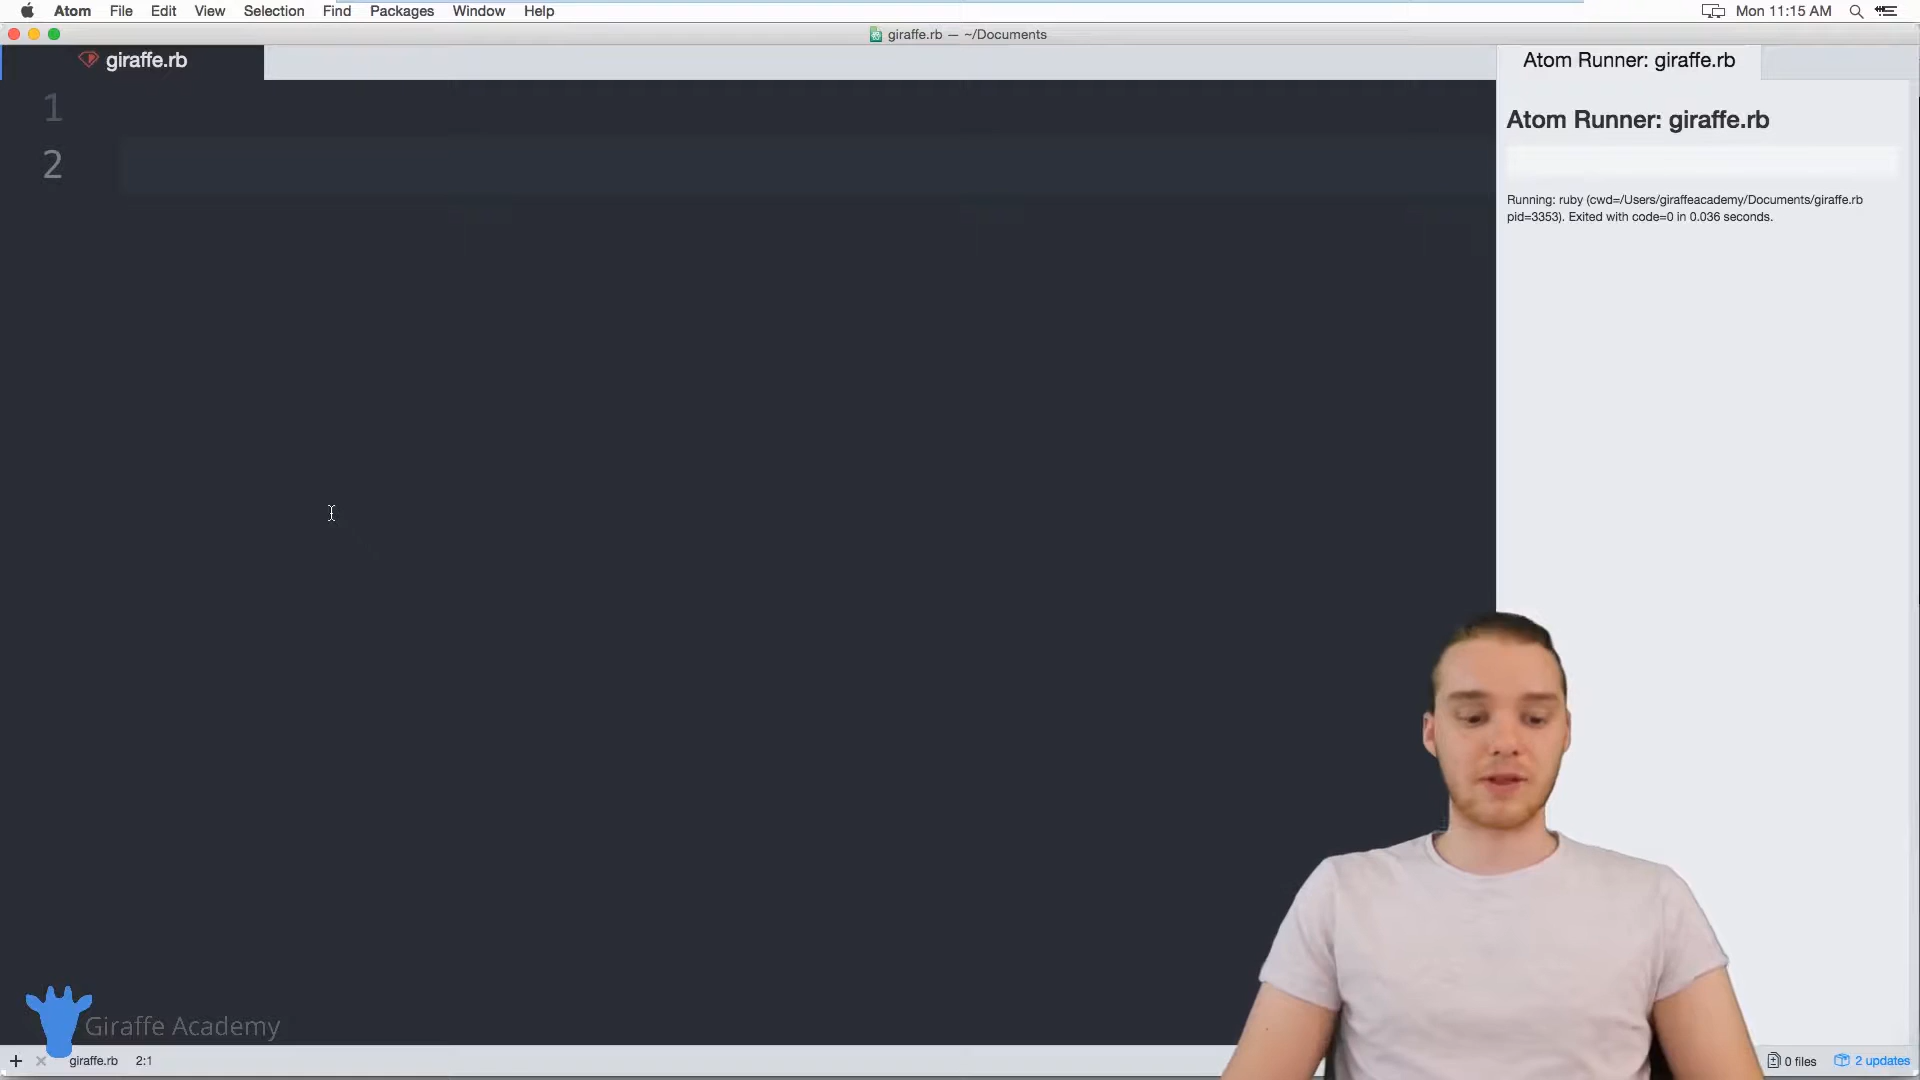 Atom File Edit View Selection Find Packages Window Help
Mon 11:15 AM
giraffe.rb — ~/Documents
giraffe.rb
Atom Runner: giraffe.rb
1
2
Atom Runner: giraffe.rb
Running: ruby (cwd=/Users/giraffeacademy/Documents/giraffe.rb
pid=3353). Exited with code=0 in 0.036 seconds.
Giraffe Academy
giraffe.rb 2:1
0 files 2 updates